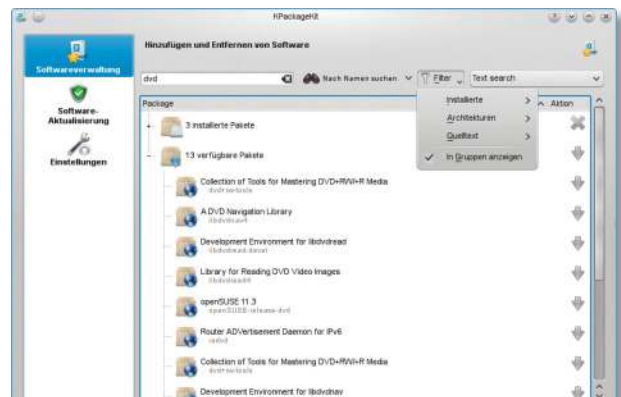 KPackageKit
Softwareverwaltung
Software-
Aktualisierung
Einstellungen
Hinzufügen und Entfernen von Software
dvd
Nach Namen suchen
Filter
Text search
Installierte
Architekturen
Quelltext
In Gruppen anzeigen
Package
Aktion
3 installierte Pakete
13 verfügbare Pakete
Collection of Tools for Mastering DVD+RW/+R Media
dvd+rw-tools
A DVD Navigation Library
libdvdnav4
Development Environment for libdvdread
libdvdread-devel
Library for Reading DVD Video Images
libdvdread4
openSUSE 11.3
openSUSE-release-dvd
Router ADVertisement Daemon for IPv6
radvd
Collection of Tools for Mastering DVD+RW/+R Media
dvd+rw-tools
Development Environment for libdvdnav